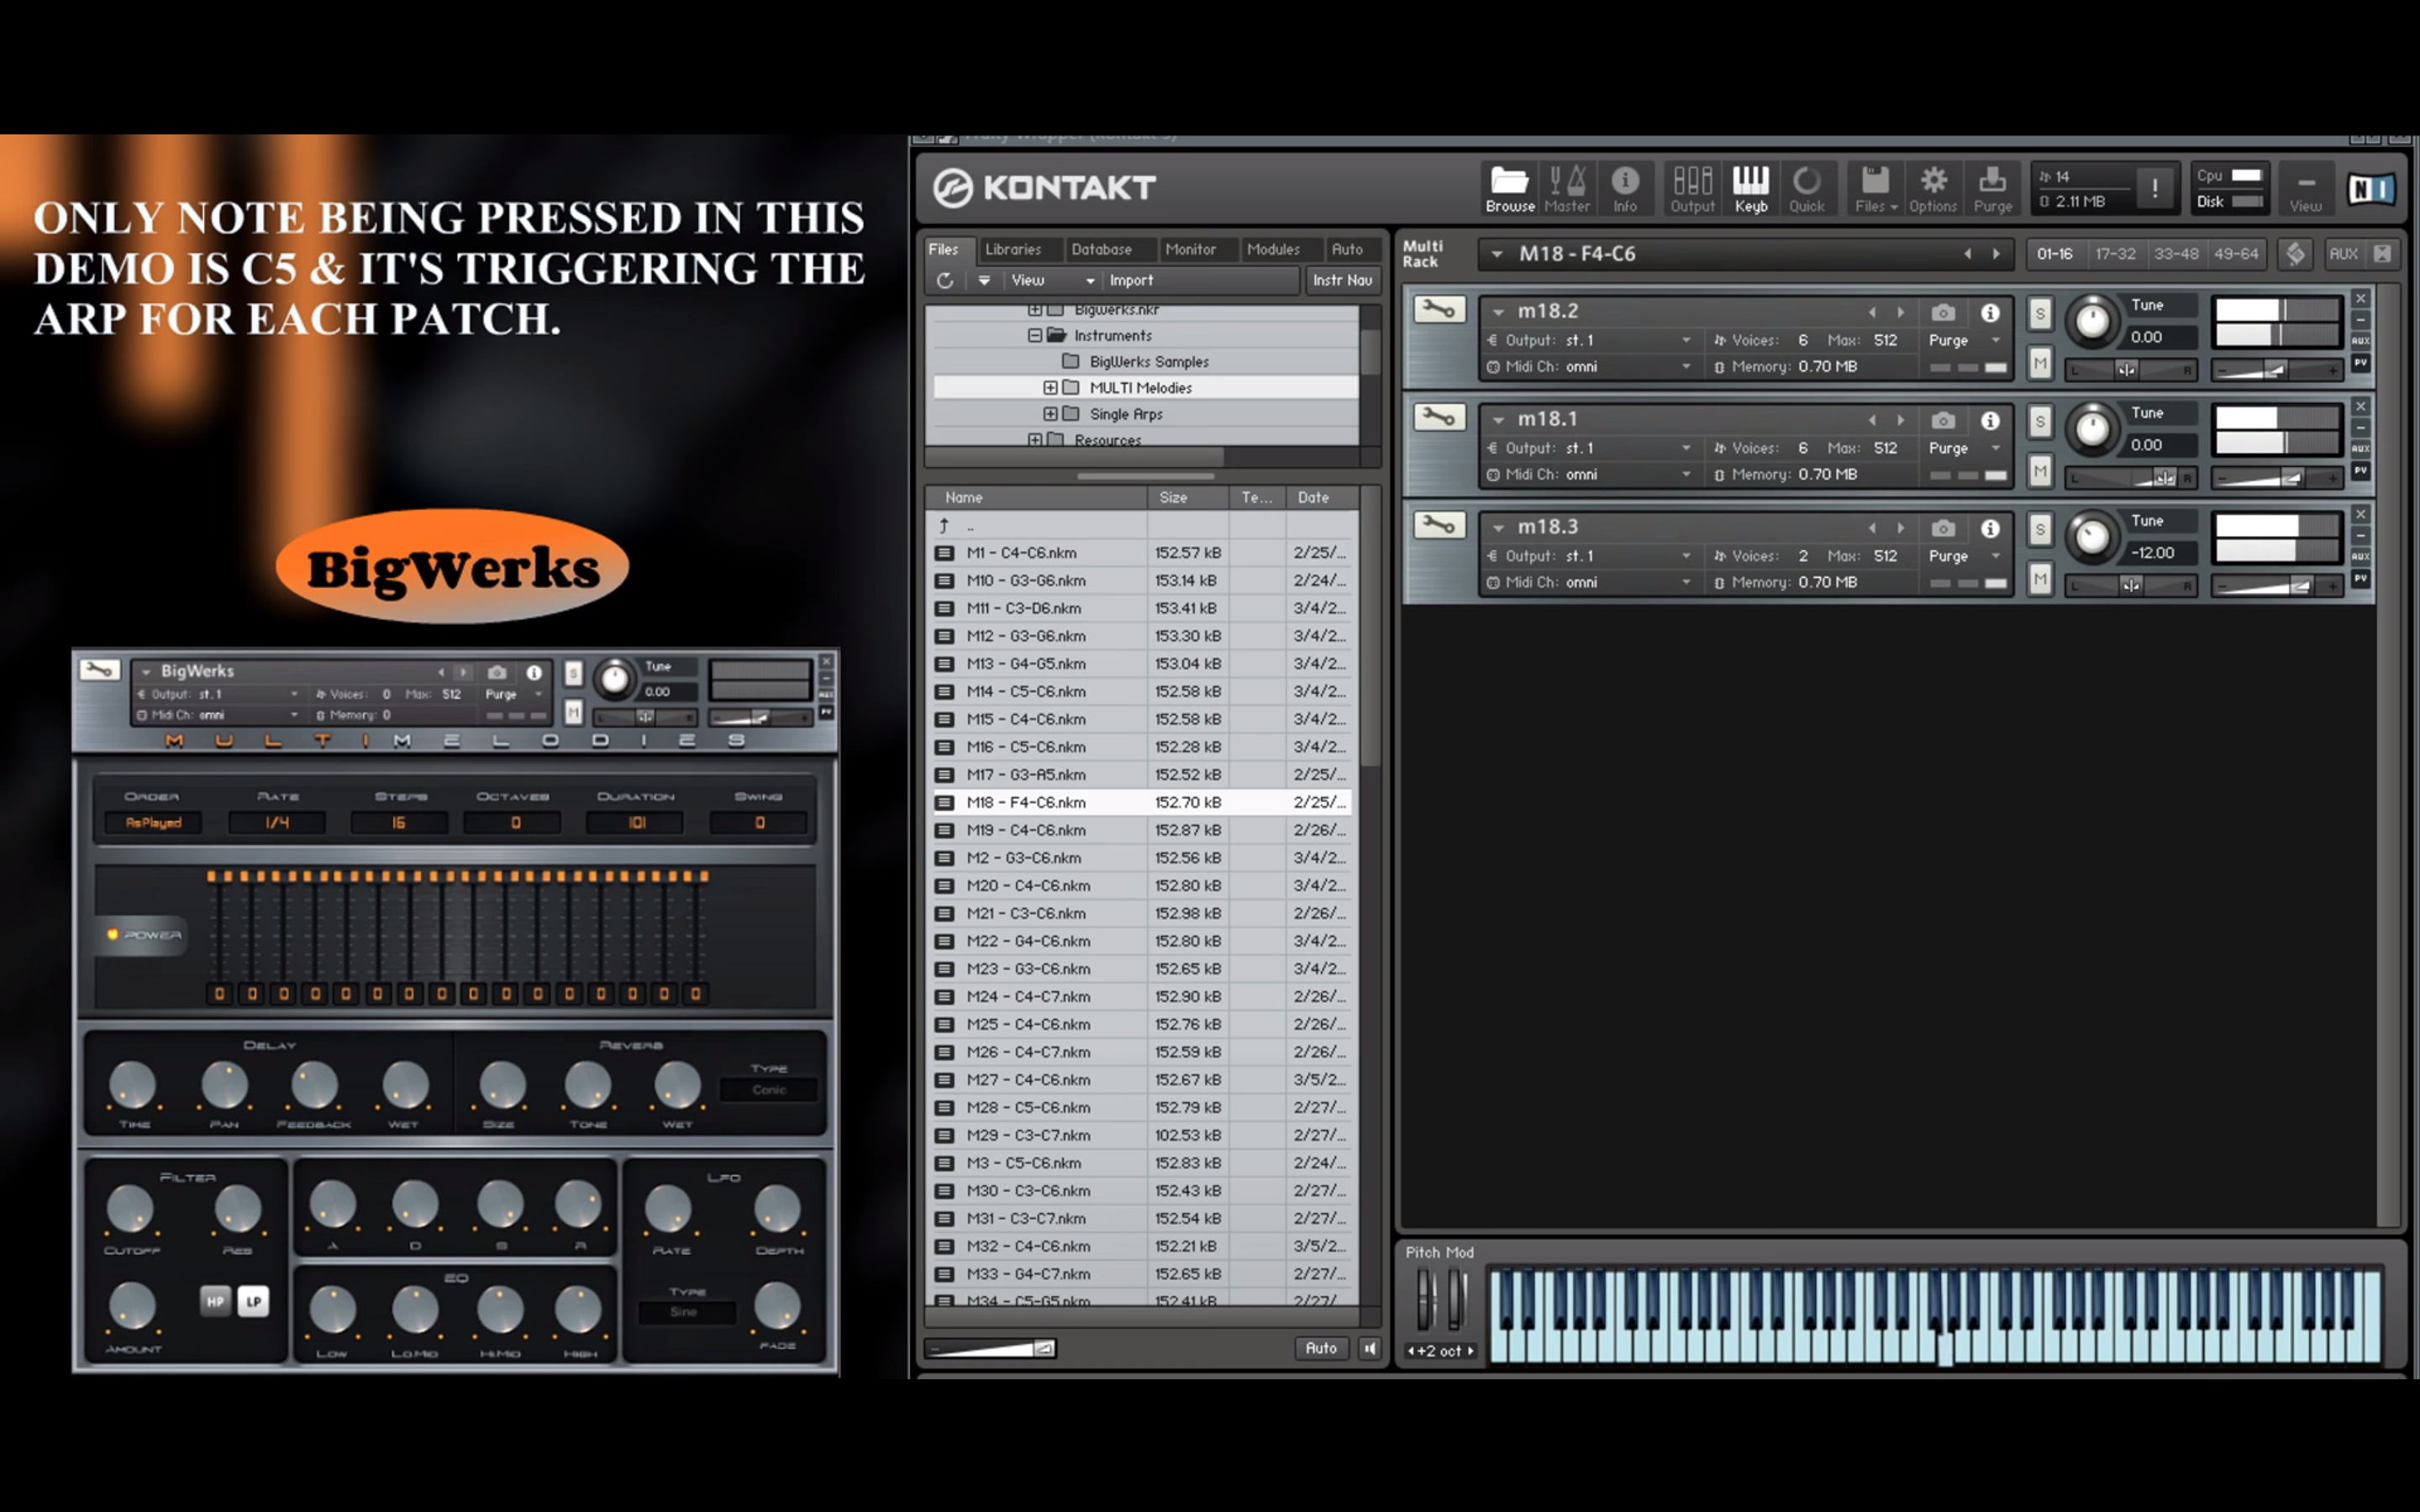 ONLY NOTE BEING PRESSED IN THIS
DEMO IS C5 & IT'S TRIGGERING THE
ARP FOR EACH PATCH.
BigWerks
BigWerks
Output: st.1 Voices: 0 Max: 512 Purge
Midi Ch: omni Memory: 0
Tune
0.00
S
M
L R
AUX
PV
MULTIMELODIES
ORDER RATE STEPS OCTAVES DURATION SWING
AsPlayed 1/4 16 0 101 0
POWER
0 0 0 0 0 0 0 0 0 0 0 0 0 0 0 0
DELAY REVERB
TYPE
Conic
TIME PAN FEEDBACK WET SIZE TONE WET
FILTER LFO
CUTOFF RES A D S R RATE DEPTH
EQ
HP LP
TYPE
Sine
AMOUNT LOW LO.MID HI.MID HIGH FADE
KONTAKT
Browse Master Info Output Keyb Quick Files Options Purge
14
2.11 MB
!
Cpu
Disk
View
NI
Files Libraries Database Monitor Modules Auto
View Import Instr Nav
Bigwerks.nkr
Instruments
BigWerks Samples
MULTI Melodies
Single Arps
Resources
Name Size Te... Date
..
M1 - C4-C6.nkm 152.57 kB 2/25/...
M10 - G3-G6.nkm 153.14 kB 2/24/...
M11 - C3-D6.nkm 153.41 kB 3/4/2...
M12 - G3-G6.nkm 153.30 kB 3/4/2...
M13 - G4-G5.nkm 153.04 kB 3/4/2...
M14 - C5-C6.nkm 152.58 kB 3/4/2...
M15 - C4-C6.nkm 152.58 kB 3/4/2...
M16 - C5-C6.nkm 152.28 kB 3/4/2...
M17 - G3-A5.nkm 152.52 kB 2/25/...
M18 - F4-C6.nkm 152.70 kB 2/25/...
M19 - C4-C6.nkm 152.87 kB 2/26/...
M2 - G3-C6.nkm 152.56 kB 3/4/2...
M20 - C4-C6.nkm 152.80 kB 3/4/2...
M21 - C3-C6.nkm 152.98 kB 2/26/...
M22 - G4-C6.nkm 152.80 kB 3/4/2...
M23 - G3-C6.nkm 152.65 kB 3/4/2...
M24 - C4-C7.nkm 152.90 kB 2/26/...
M25 - C4-C6.nkm 152.76 kB 2/26/...
M26 - C4-C7.nkm 152.59 kB 2/26/...
M27 - C4-C6.nkm 152.67 kB 3/5/2...
M28 - C5-C6.nkm 152.79 kB 2/27/...
M29 - C3-C7.nkm 102.53 kB 2/27/...
M3 - C5-C6.nkm 152.83 kB 2/24/...
M30 - C3-C6.nkm 152.43 kB 2/27/...
M31 - C3-C7.nkm 152.54 kB 2/27/...
M32 - C4-C6.nkm 152.21 kB 3/5/2...
M33 - G4-C7.nkm 152.65 kB 2/27/...
M34 - C5-G5.nkm 152.41 kB 2/27/
Auto
Multi
Rack
M18 - F4-C6
01-16 17-32 33-48 49-64 AUX
m18.2
Output: st.1 Voices: 6 Max: 512 Purge
Midi Ch: omni Memory: 0.70 MB
S
M
Tune
0.00
L R
AUX
PV
m18.1
Output: st.1 Voices: 6 Max: 512 Purge
Midi Ch: omni Memory: 0.70 MB
S
M
Tune
0.00
L R
AUX
PV
m18.3
Output: st.1 Voices: 2 Max: 512 Purge
Midi Ch: omni Memory: 0.70 MB
S
M
Tune
-12.00
L R
AUX
PV
Pitch Mod
+2 oct